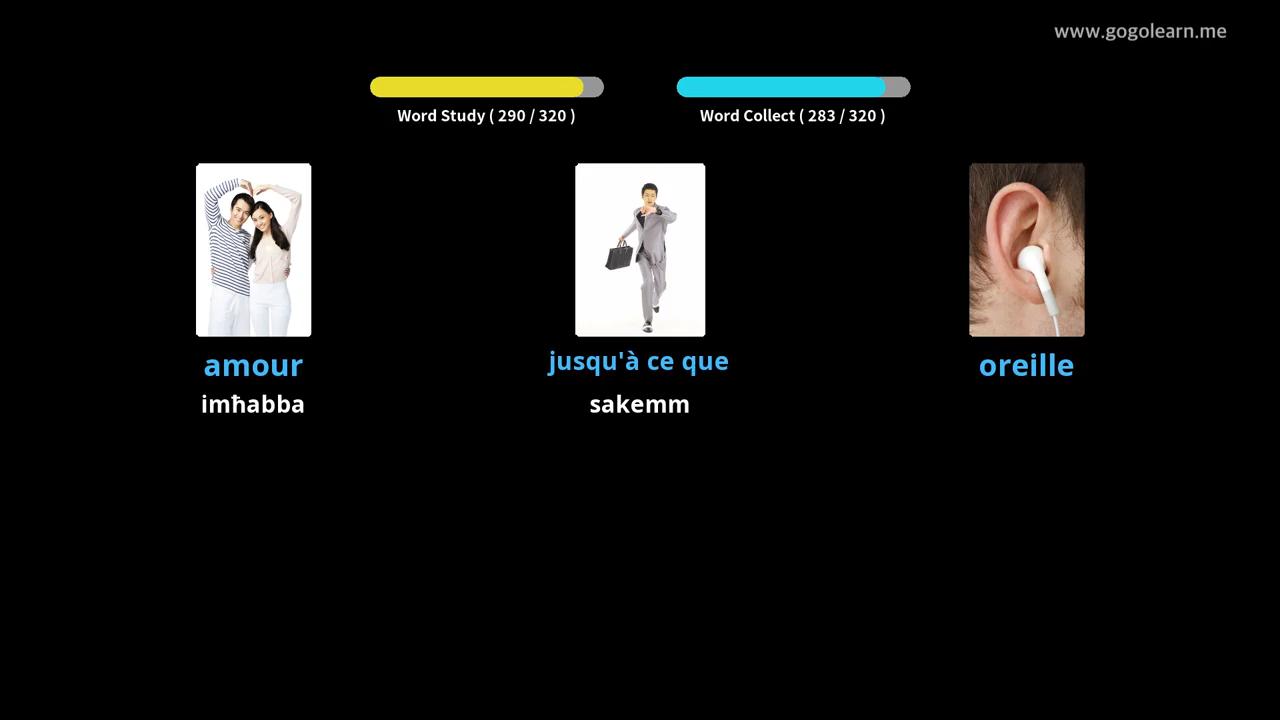 www.gogolearn.me
Word Study ( 290 / 320 )
Word Collect ( 283 / 320 )
amour
imħabba
jusqu'à ce que
sakemm
oreille